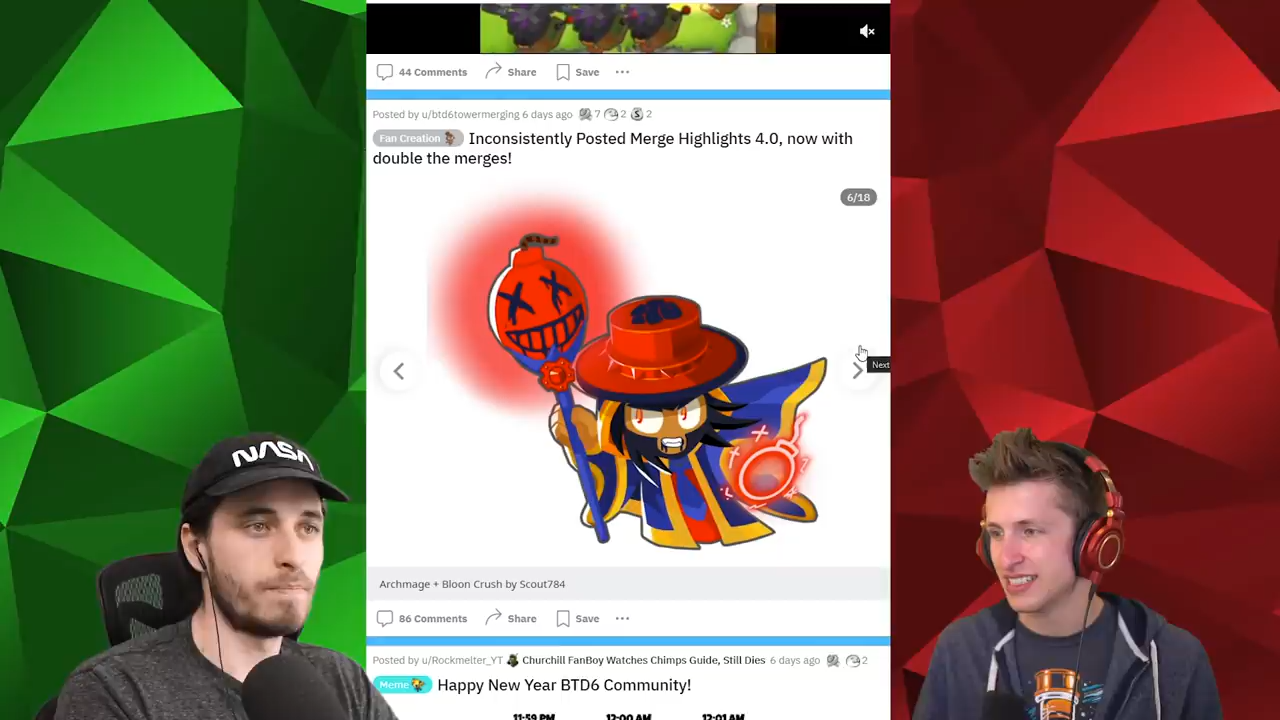 44 Comments Share Save
Posted by u/btd6towermerging 6 days ago 7 2 2
Fan Creation Inconsistently Posted Merge Highlights 4.0, now with
double the merges!
6/18
Next
NASA
Archmage + Bloon Crush by Scout784
86 Comments Share Save
Posted by u/Rockmelter_YT Churchill FanBoy Watches Chimps Guide, Still Dies 6 days ago 2
Meme Happy New Year BTD6 Community!
11:59 PM 12:00 AM 12:01 AM